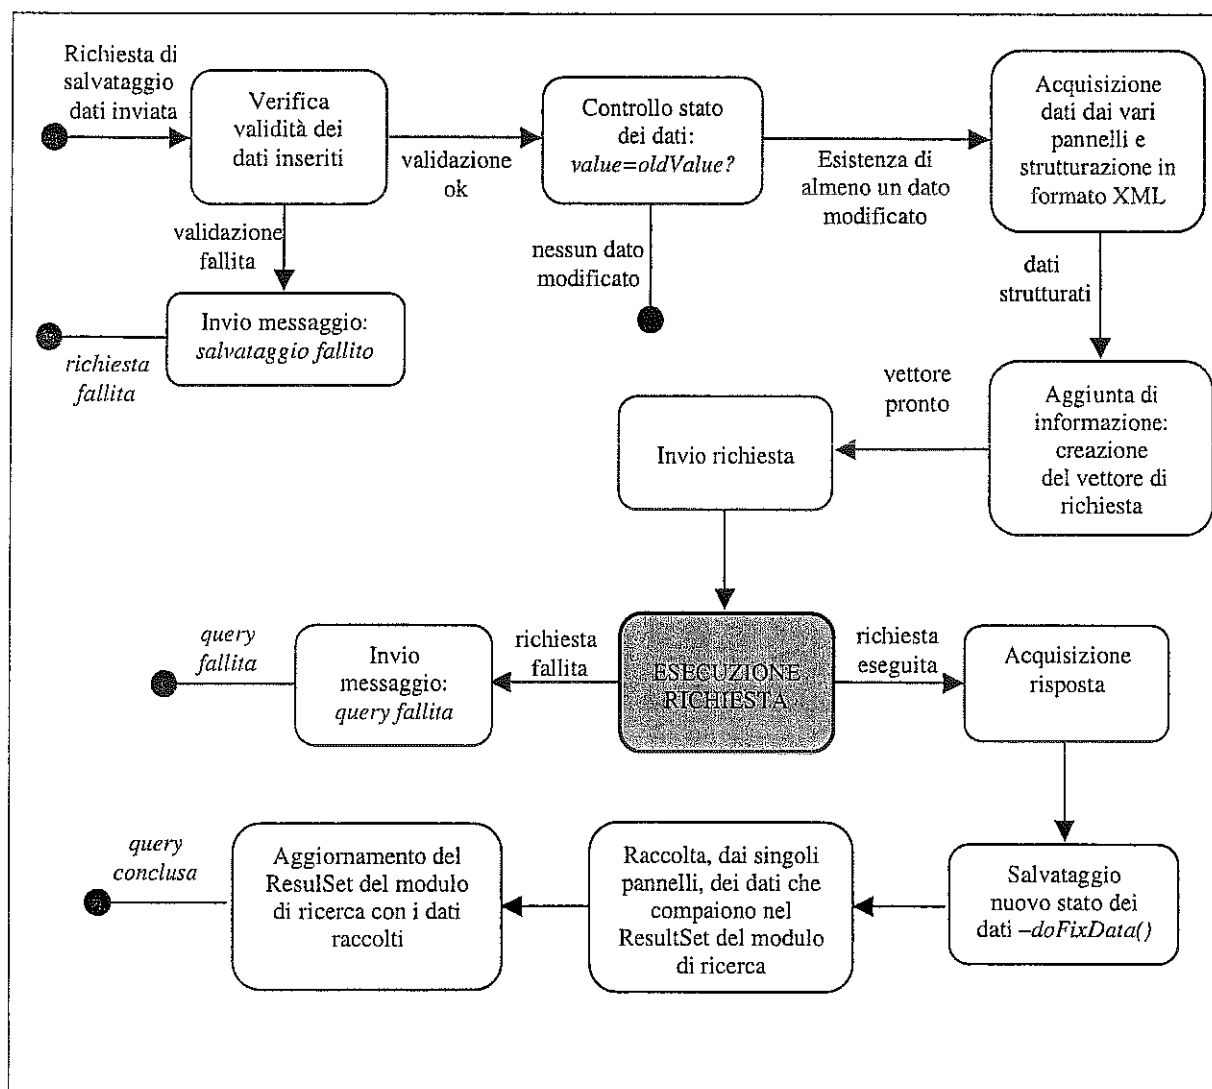 Richiesta di
salvataggio
dati inviata
Verifica
validità dei
dati inseriti
validazione
ok
Controllo stato
dei dati:
value=oldValue?
Esistenza di
almeno un dato
modificato
Acquisizione
dati dai vari
pannelli e
strutturazione in
formato XML
validazione
fallita
nessun dato
modificato
dati
strutturati
Invio messaggio:
salvataggio fallito
richiesta
fallita
vettore
pronto
Aggiunta di
informazione:
creazione
del vettore di
richiesta
Invio richiesta
query
fallita
Invio
messaggio:
query fallita
richiesta
fallita
ESECUZIONE
RICHIESTA
richiesta
eseguita
Acquisizione
risposta
query
conclusa
Aggiornamento del
ResulSet del modulo
di ricerca con i dati
raccolti
Raccolta, dai singoli
pannelli, dei dati che
compaiono nel
ResultSet del modulo
di ricerca
Salvataggio
nuovo stato dei
dati –doFixData()